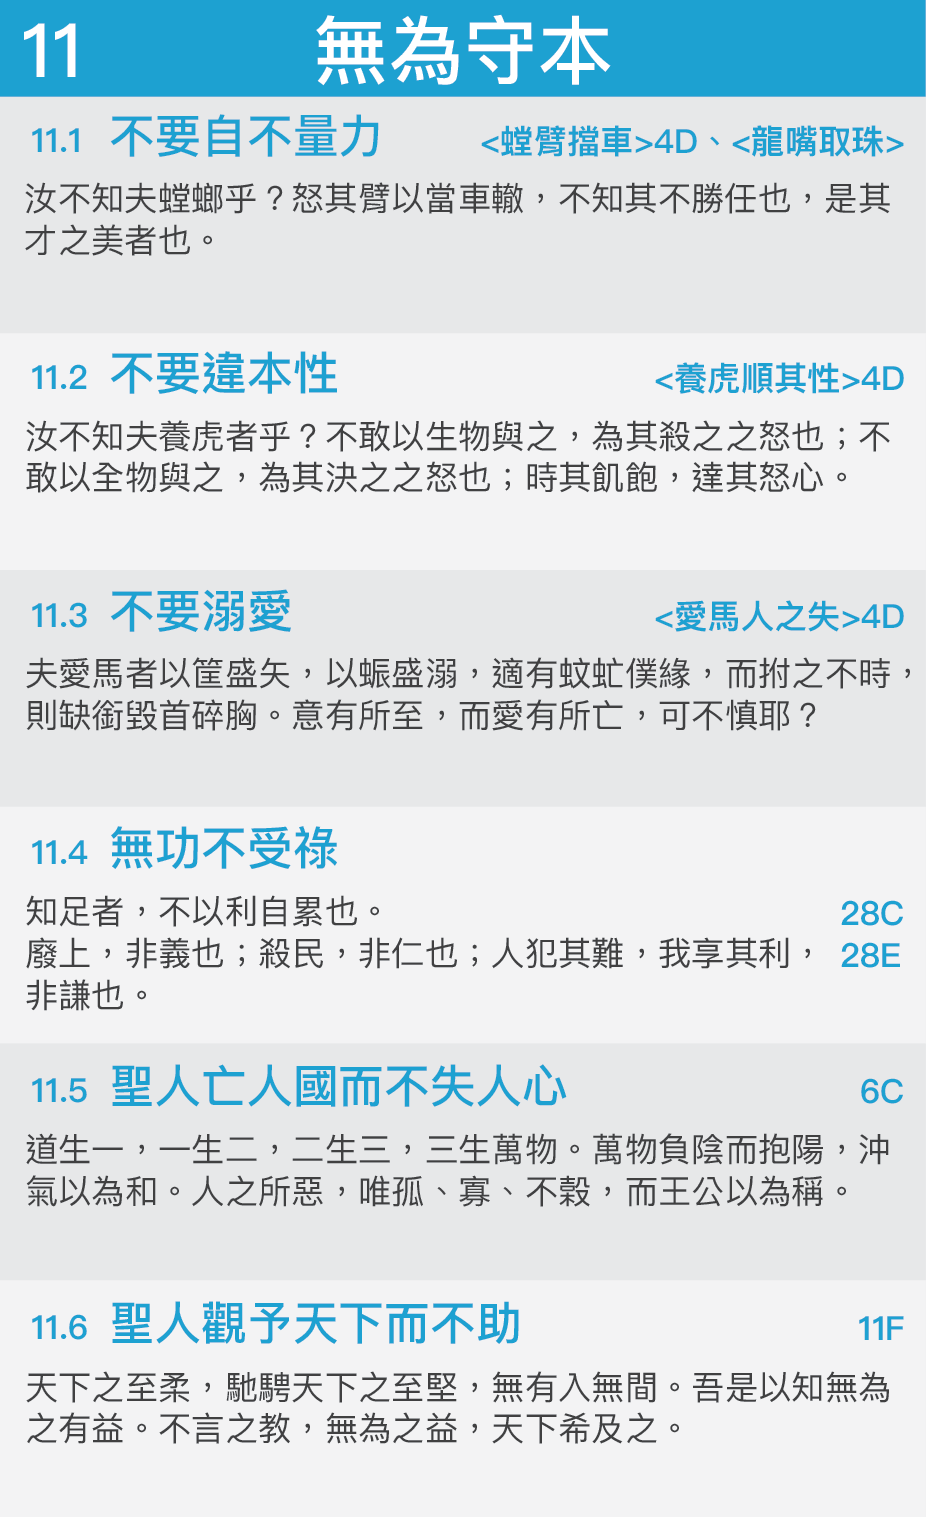 11 無為守本
11.1 不要自不量力 <螳臂擋車>4D、<龍嘴取珠>
汝不知夫螳螂乎？怒其臂以當車轍，不知其不勝任也，是其
才之美者也。
11.2 不要違本性 <養虎順其性>4D
汝不知夫養虎者乎？不敢以生物與之，為其殺之之怒也；不
敢以全物與之，為其決之之怒也；時其飢飽，達其怒心。
11.3 不要溺愛 <愛馬人之失>4D
夫愛馬者以筐盛矢，以蜄盛溺，適有蚊虻僕緣，而拊之不時，
則缺銜毀首碎胸。意有所至，而愛有所亡，可不慎耶？
11.4 無功不受祿
知足者，不以利自累也。 28C
廢上，非義也；殺民，非仁也；人犯其難，我享其利， 28E
非謙也。
11.5 聖人亡人國而不失人心 6C
道生一，一生二，二生三，三生萬物。萬物負陰而抱陽，沖
氣以為和。人之所惡，唯孤、寡、不穀，而王公以為稱。
11.6 聖人觀予天下而不助 11F
天下之至柔，馳騁天下之至堅，無有入無間。吾是以知無為
之有益。不言之教，無為之益，天下希及之。